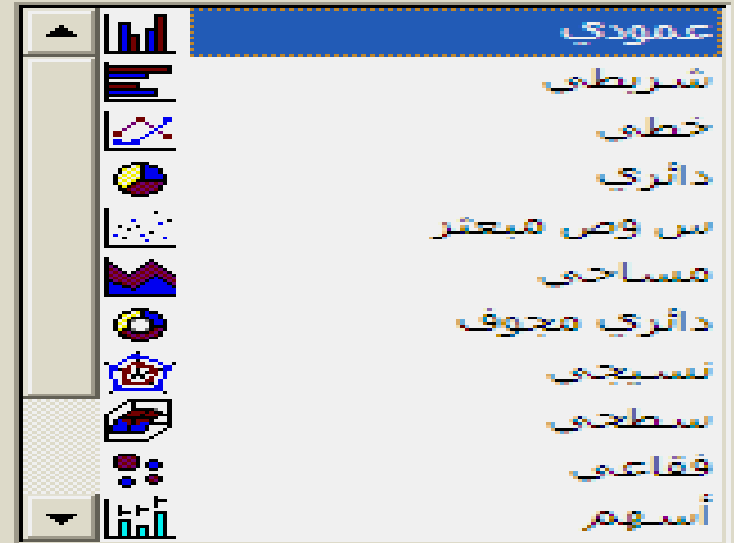 عمودي
شريطي
خطي
دائري
س وص مبعثر
مساحي
دائري مجوف
نسيجي
سطحي
فقاعي
أسهم